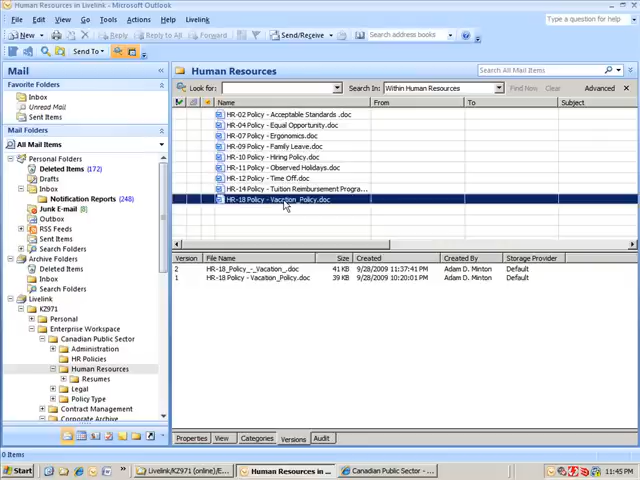 Human Resources in Livelink - Microsoft Outlook
File Edit View Go Tools Actions Help Livelink
Type a question for help
New Reply Reply to All Forward Send/Receive Search address books
Send To
Mail «
Human Resources
Search All Mail Items
Favorite Folders
Inbox
Unread Mail
Sent Items
Look for: Search In: Within Human Resources Find Now Clear Advanced
Name From To Subject
HR-02 Policy - Acceptable Standards .doc
HR-04 Policy - Equal Opportunity.doc
HR-07 Policy - Ergonomics.doc
HR-09 Policy - Family Leave.doc
HR-10 Policy - Hiring Policy.doc
HR-11 Policy - Observed Holidays.doc
HR-12 Policy - Time Off.doc
HR-14 Policy - Tuition Reimbursement Progra...
HR-18 Policy - Vacation_Policy.doc
Mail Folders
All Mail Items
Personal Folders
Deleted Items (172)
Drafts
Inbox
Notification Reports (248)
Junk E-mail [8]
Outbox
RSS Feeds
Sent Items
Search Folders
Archive Folders
Deleted Items
Inbox
Search Folders
Livelink
KZ971
Personal
Enterprise Workspace
Canadian Public Sector
Administration
HR Policies
Human Resources
Resumes
Legal
Policy Type
Contract Management
Corporate Archive
Version File Name Size Created Created By Storage Provider
2 HR-18_Policy_-_Vacation_.doc 41 KB 9/28/2009 11:37:41 PM Adam D. Minton Default
1 HR-18 Policy - Vacation_Policy.doc 39 KB 9/28/2009 10:20:01 PM Adam D. Minton Default
Properties View Categories Versions Audit
0 Items
Start Livelink/KZ971 (online)/E... Human Resources in ... Canadian Public Sector - ... 11:45 PM